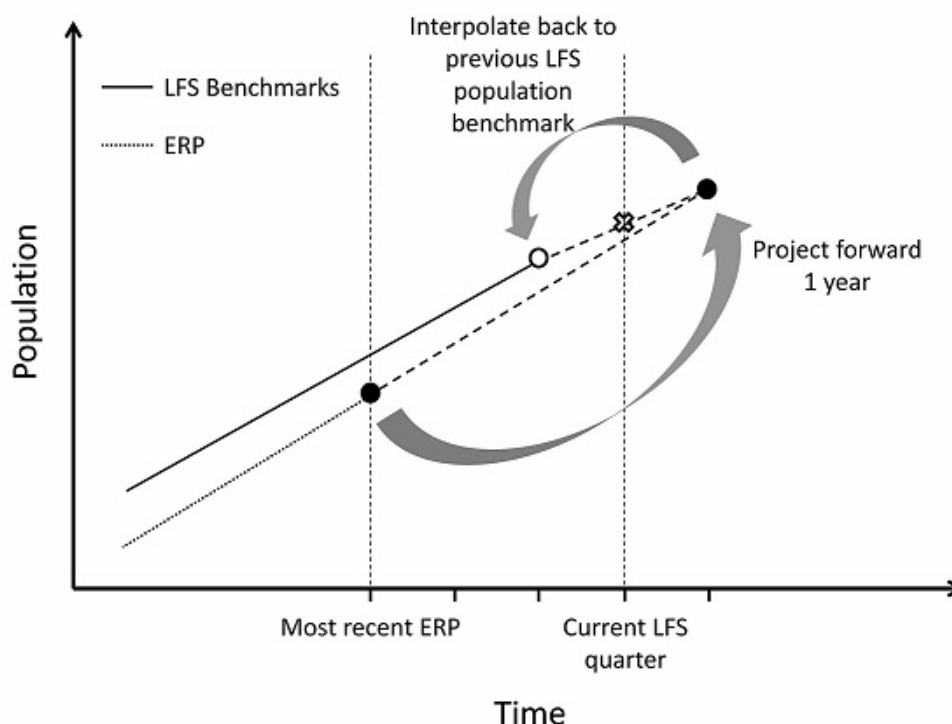 Interpolate back to
previous LFS
population
benchmark
LFS Benchmarks
ERP
Project forward
1 year
Population
Most recent ERP
Current LFS
quarter
Time